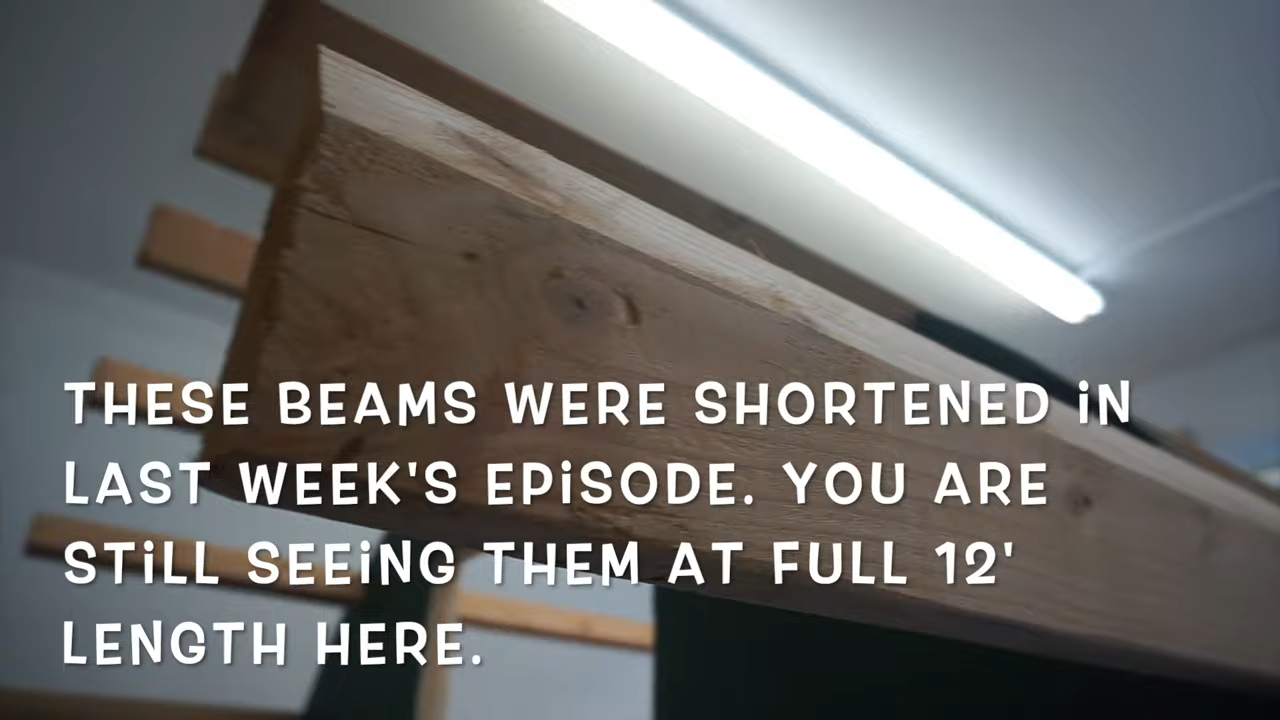 THESE BEAMS WERE SHORTENED iN
LAST WEEK'S EPiSODE. YOU ARE
STiLL SEEiNG THEM AT FULL 12'
LENGTH HERE.